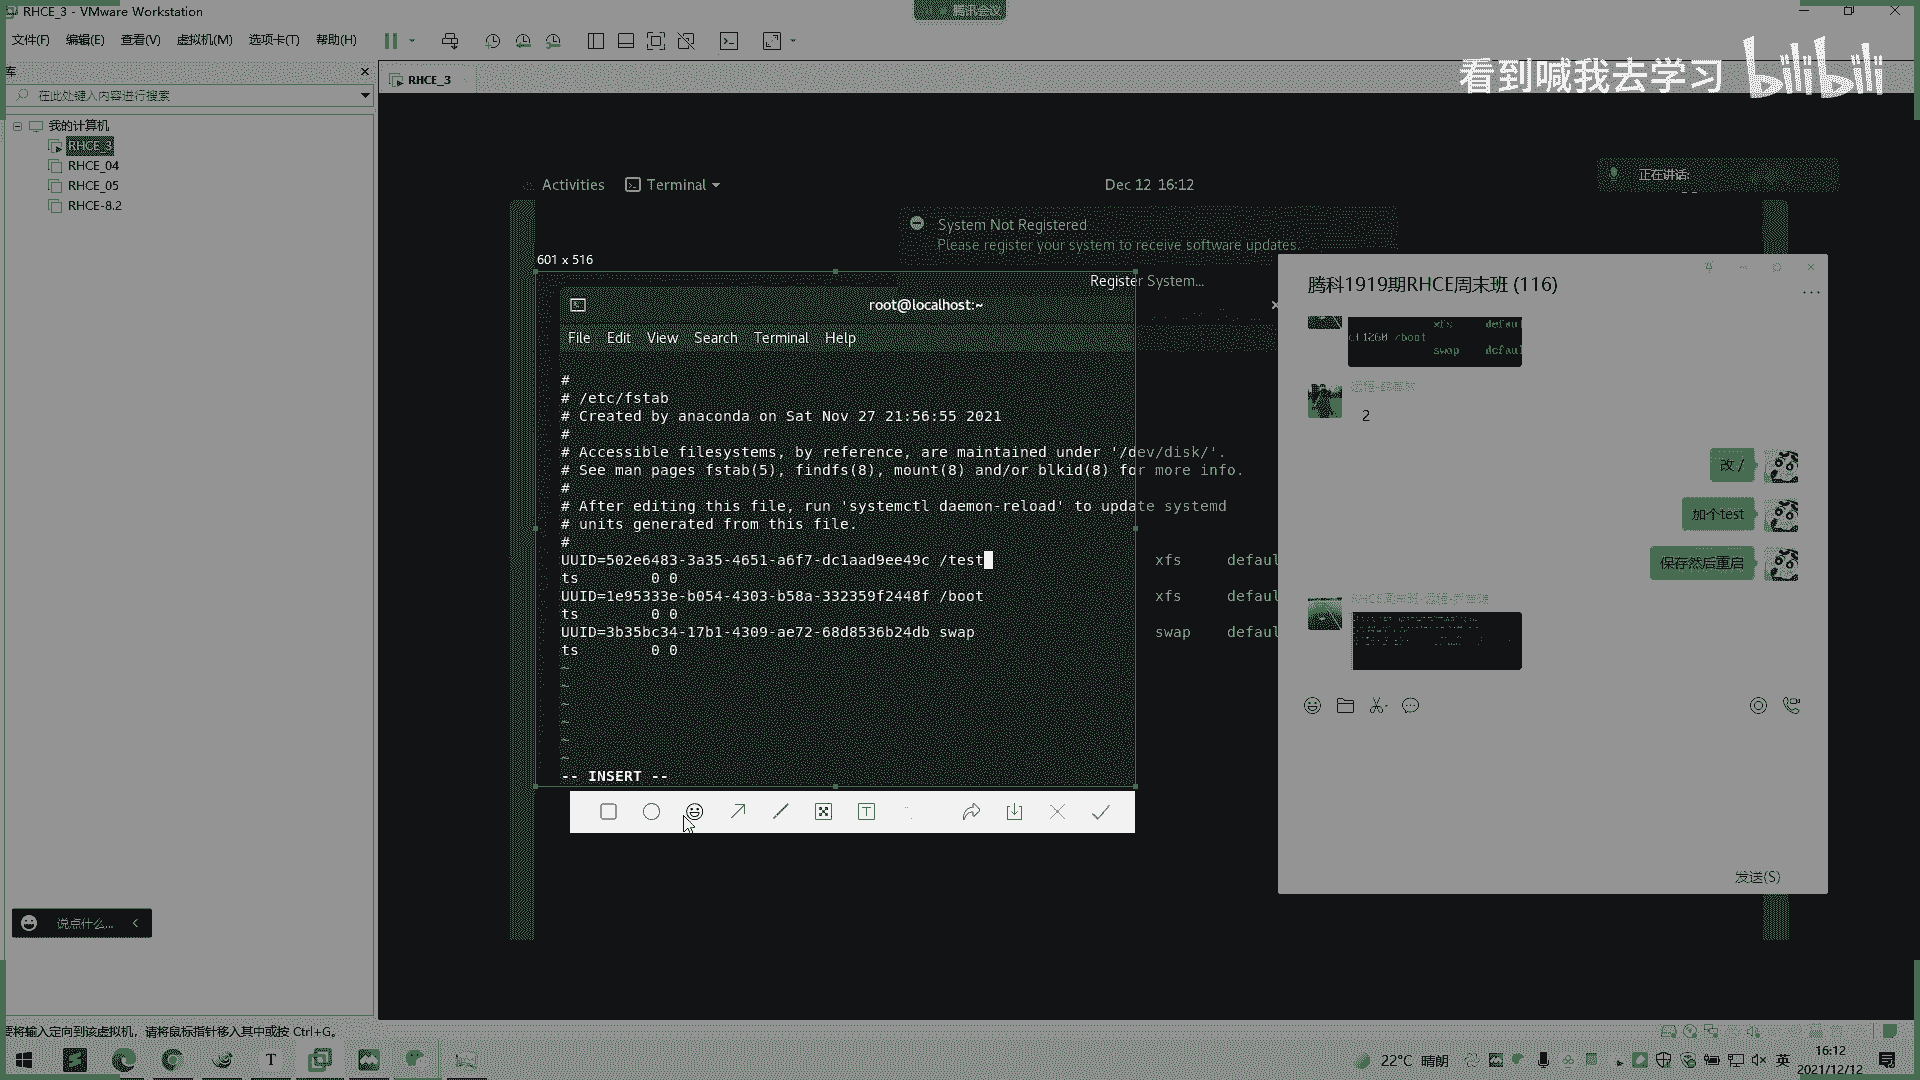 RHCE_3 - VMware Workstation
腾讯会议
文件(F) 编辑(E) 查看(V) 虚拟机(M) 选项卡(T) 帮助(H)
库
RHCE_3
看到喊我去学习 bilibili
在此处键入内容进行搜索
我的计算机
RHCE_3
RHCE_04
RHCE_05
RHCE-8.2
Activities Terminal Dec 12 16:12
正在讲话:
System Not Registered
Please register your system to receive software updates.
601 x 516
Register System...
root@localhost:~
File Edit View Search Terminal Help
#
# /etc/fstab
# Created by anaconda on Sat Nov 27 21:56:55 2021
#
# Accessible filesystems, by reference, are maintained under '/dev/disk/'.
# See man pages fstab(5), findfs(8), mount(8) and/or blkid(8) for more info.
#
# After editing this file, run 'systemctl daemon-reload' to update systemd
# units generated from this file.
#
UUID=502e6483-3a35-4651-a6f7-dc1aad9ee49c /test xfs defaul
ts 0 0
UUID=1e95333e-b054-4303-b58a-332359f2448f /boot xfs defaul
ts 0 0
UUID=3b35bc34-17b1-4309-ae72-68d8536b24db swap swap defaul
ts 0 0
~
~
~
~
~
~
-- INSERT --
腾科1919期RHCE周末班 (116)
xfs defaul
/boot
swap defaul
2
改 /
加个test
保存然后重启
发送(S)
说点什么...
要将输入定向到该虚拟机，请将鼠标指针移入其中或按 Ctrl+G。
22°C 晴朗
英
16:12
2021/12/12